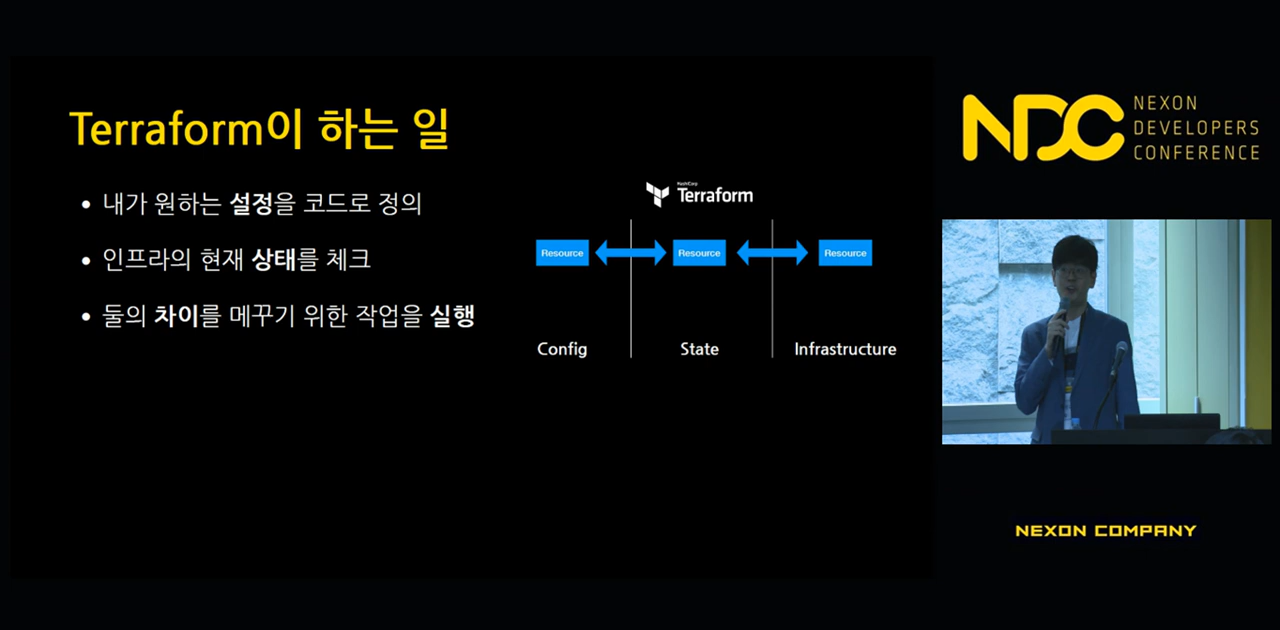 Terraform이 하는 일
• 내가 원하는 설정을 코드로 정의
• 인프라의 현재 상태를 체크
• 둘의 차이를 메꾸기 위한 작업을 실행
HashiCorp
Terraform
Resource
Resource
Resource
Config
State
Infrastructure
NDC
NEXON
DEVELOPERS
CONFERENCE
NEXON COMPANY